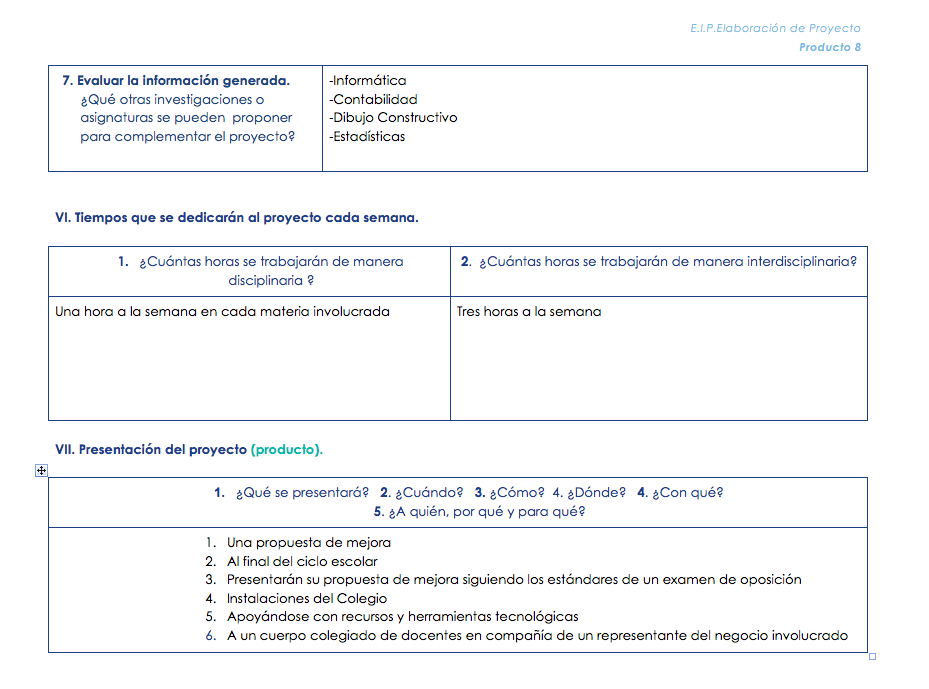 E.I.P.Elaboración de Proyecto
Producto 8
7. Evaluar la información generada.
¿Qué otras investigaciones o
asignaturas se pueden  proponer
para complementar el proyecto?
-Informática
-Contabilidad
-Dibujo Constructivo
-Estadísticas
VI. Tiempos que se dedicarán al proyecto cada semana.
1. ¿Cuántas horas se trabajarán de manera
disciplinaria ?
2. ¿Cuántas horas se trabajarán de manera interdisciplinaria?
Una hora a la semana en cada materia involucrada
Tres horas a la semana
VII. Presentación del proyecto (producto).
1. ¿Qué se presentará? 2. ¿Cuándo? 3. ¿Cómo? 4. ¿Dónde? 4. ¿Con qué?
5. ¿A quién, por qué y para qué?
1. Una propuesta de mejora
2. Al final del ciclo escolar
3. Presentarán su propuesta de mejora siguiendo los estándares de un examen de oposición
4. Instalaciones del Colegio
5. Apoyándose con recursos y herramientas tecnológicas
6. A un cuerpo colegiado de docentes en compañía de un representante del negocio involucrado